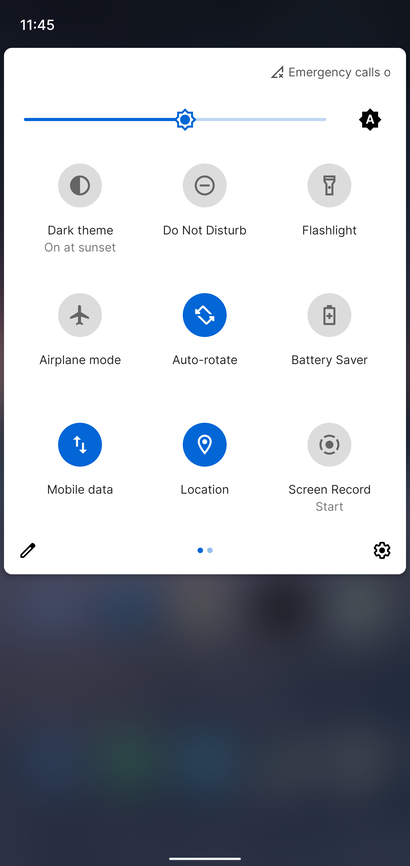 11:45
Emergency calls o
A
Dark theme
On at sunset
Do Not Disturb
Flashlight
Airplane mode
Auto-rotate
Battery Saver
Mobile data
Location
Screen Record
Start